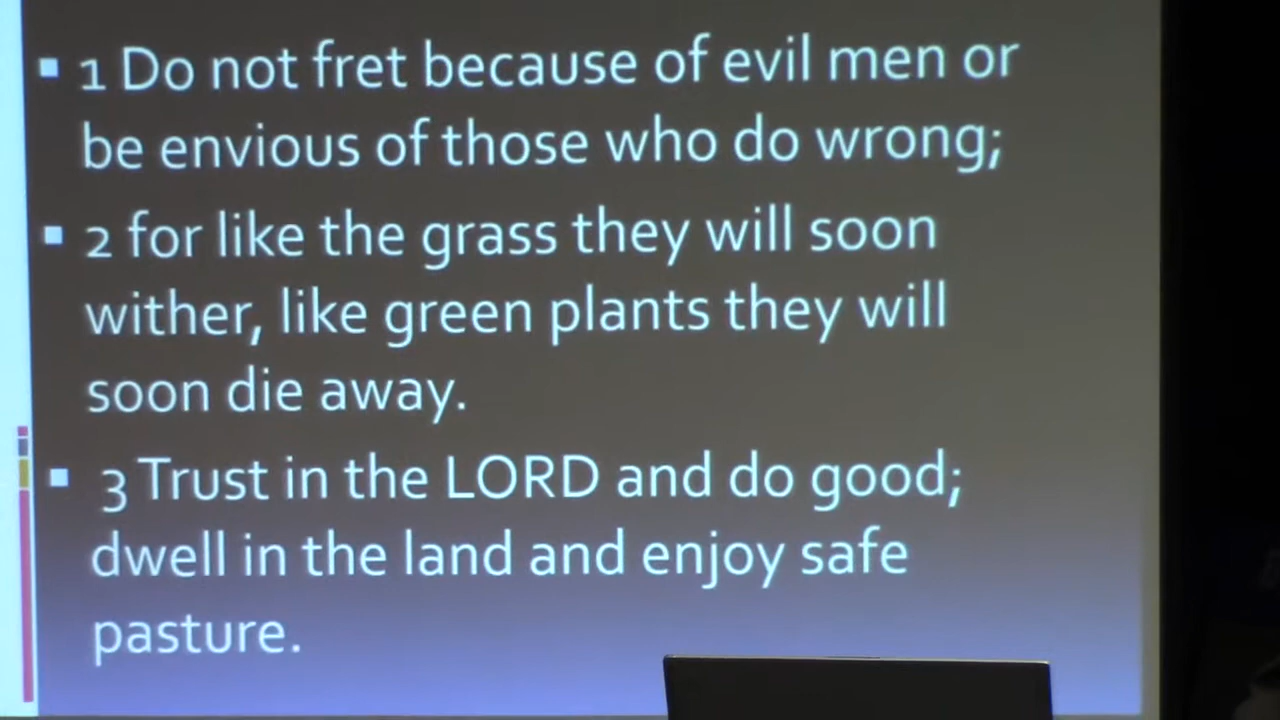 ▪ 1 Do not fret because of evil men or
be envious of those who do wrong;
▪ 2 for like the grass they will soon
wither, like green plants they will
soon die away.
▪ 3 Trust in the LORD and do good;
dwell in the land and enjoy safe
pasture.